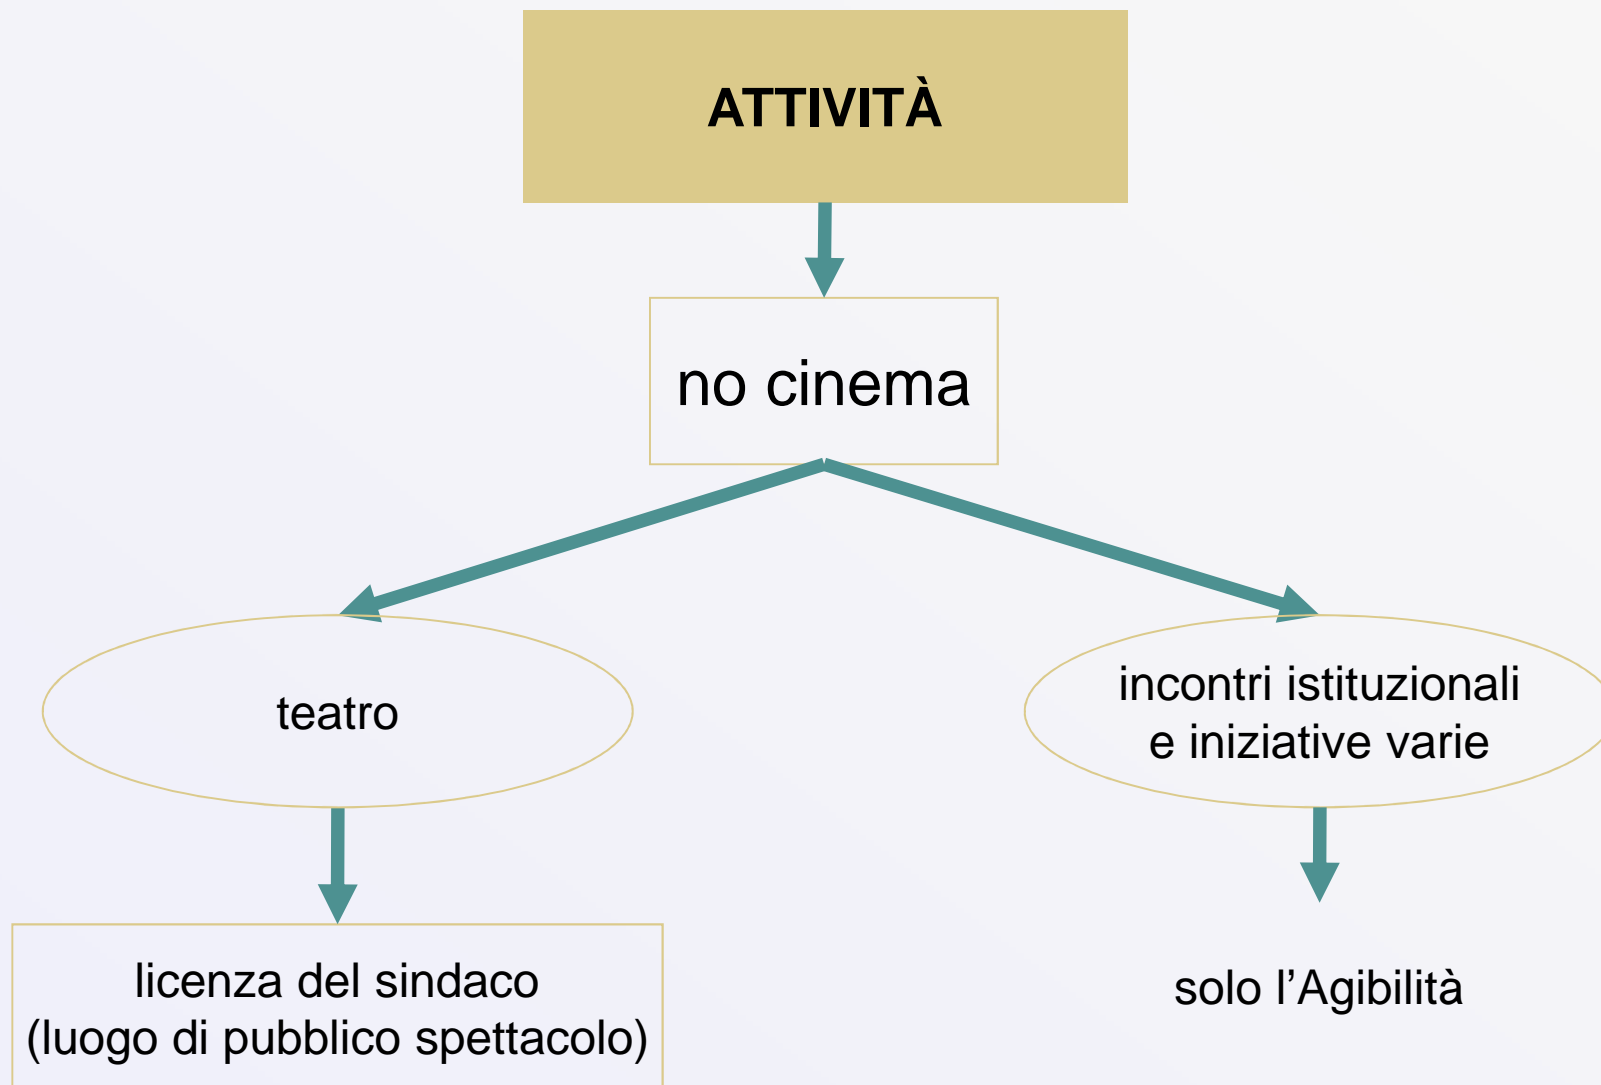 ATTIVITÀ
no cinema
teatro
incontri istituzionali
e iniziative varie
licenza del sindaco
(luogo di pubblico spettacolo)
solo l’Agibilità